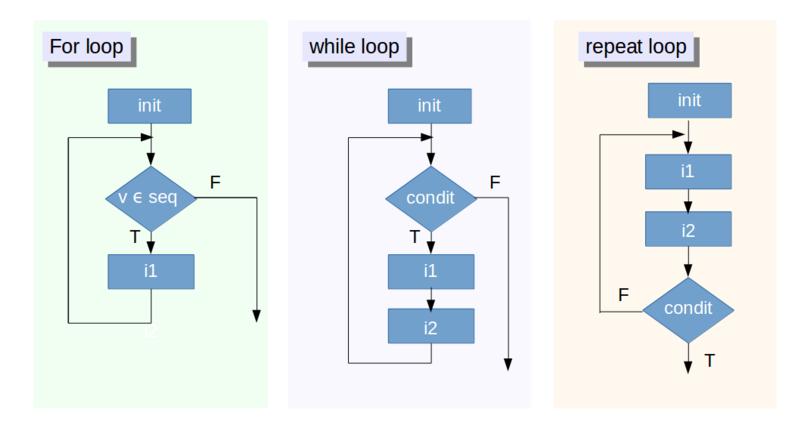 For loop
init
v ϵ seq
F
T
i1
while loop
init
condit
F
T
i1
i2
repeat loop
init
i1
i2
condit
F
T